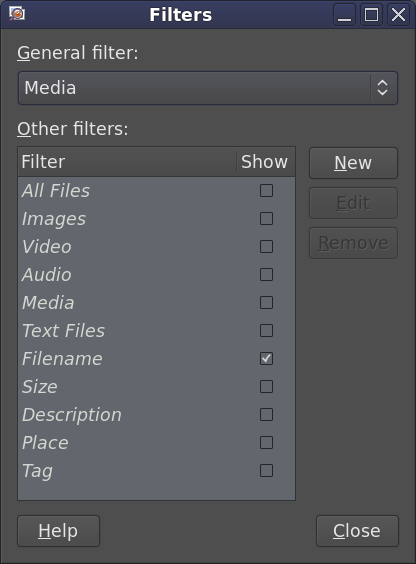 Filters
General filter:
Media
Other filters:
Filter Show
New
All Files
Images
Edit
Video
Remove
Audio
Media
Text Files
Filename
Size
Description
Place
Tag
Help Close